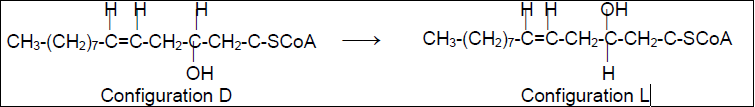 H H H H H OH
CH3-(CH2)7-C=C-CH2-C-CH2-C-SCoA → CH3-(CH2)7-C=C-CH2-C-CH2-C-SCoA
OH H
Configuration D Configuration L